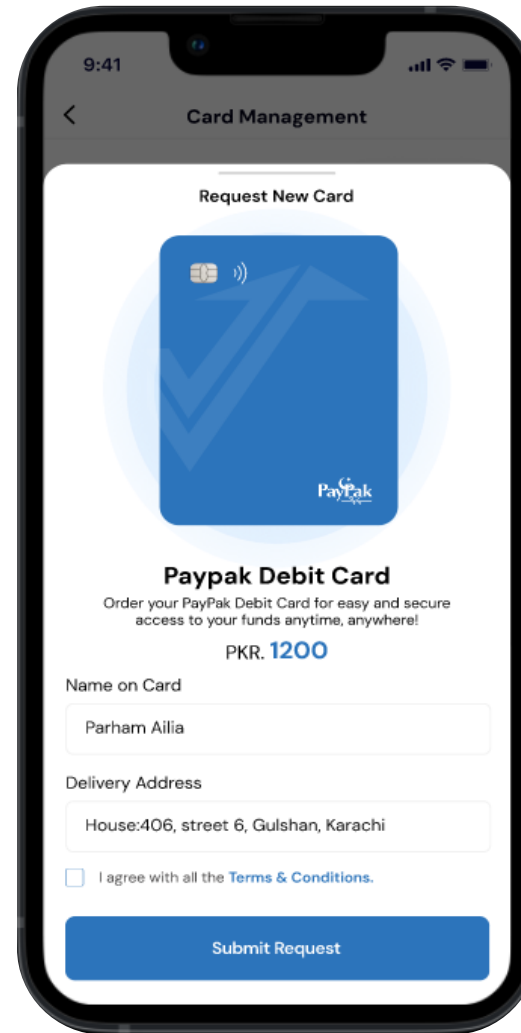 9:41
Card Management
Request New Card
PayPak
Paypak Debit Card
Order your PayPak Debit Card for easy and secure
access to your funds anytime, anywhere!
PKR. 1200
Name on Card
Parham Ailia
Delivery Address
House:406, street 6, Gulshan, Karachi
I agree with all the Terms & Conditions.
Submit Request